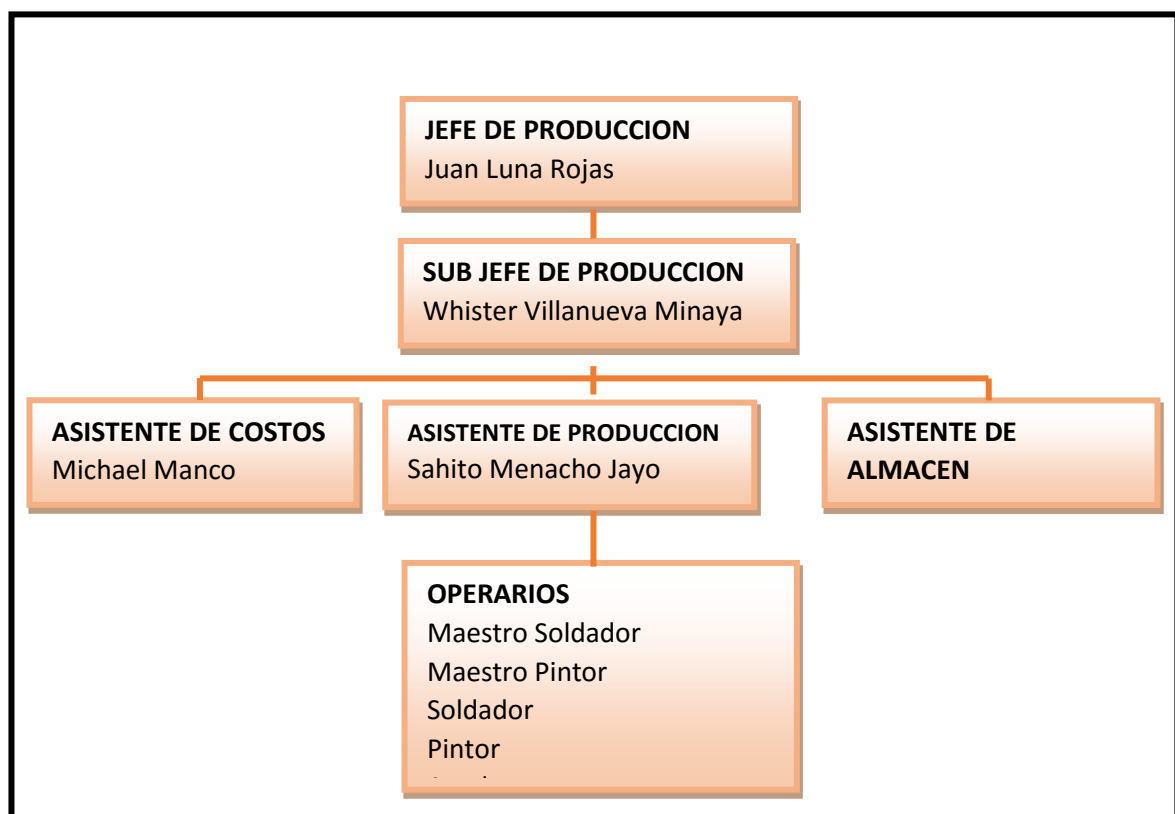 JEFE DE PRODUCCION
Juan Luna Rojas
SUB JEFE DE PRODUCCION
Whister Villanueva Minaya
ASISTENTE DE COSTOS
Michael Manco
ASISTENTE DE PRODUCCION
Sahito Menacho Jayo
ASISTENTE DE
ALMACEN
OPERARIOS
Maestro Soldador
Maestro Pintor
Soldador
Pintor